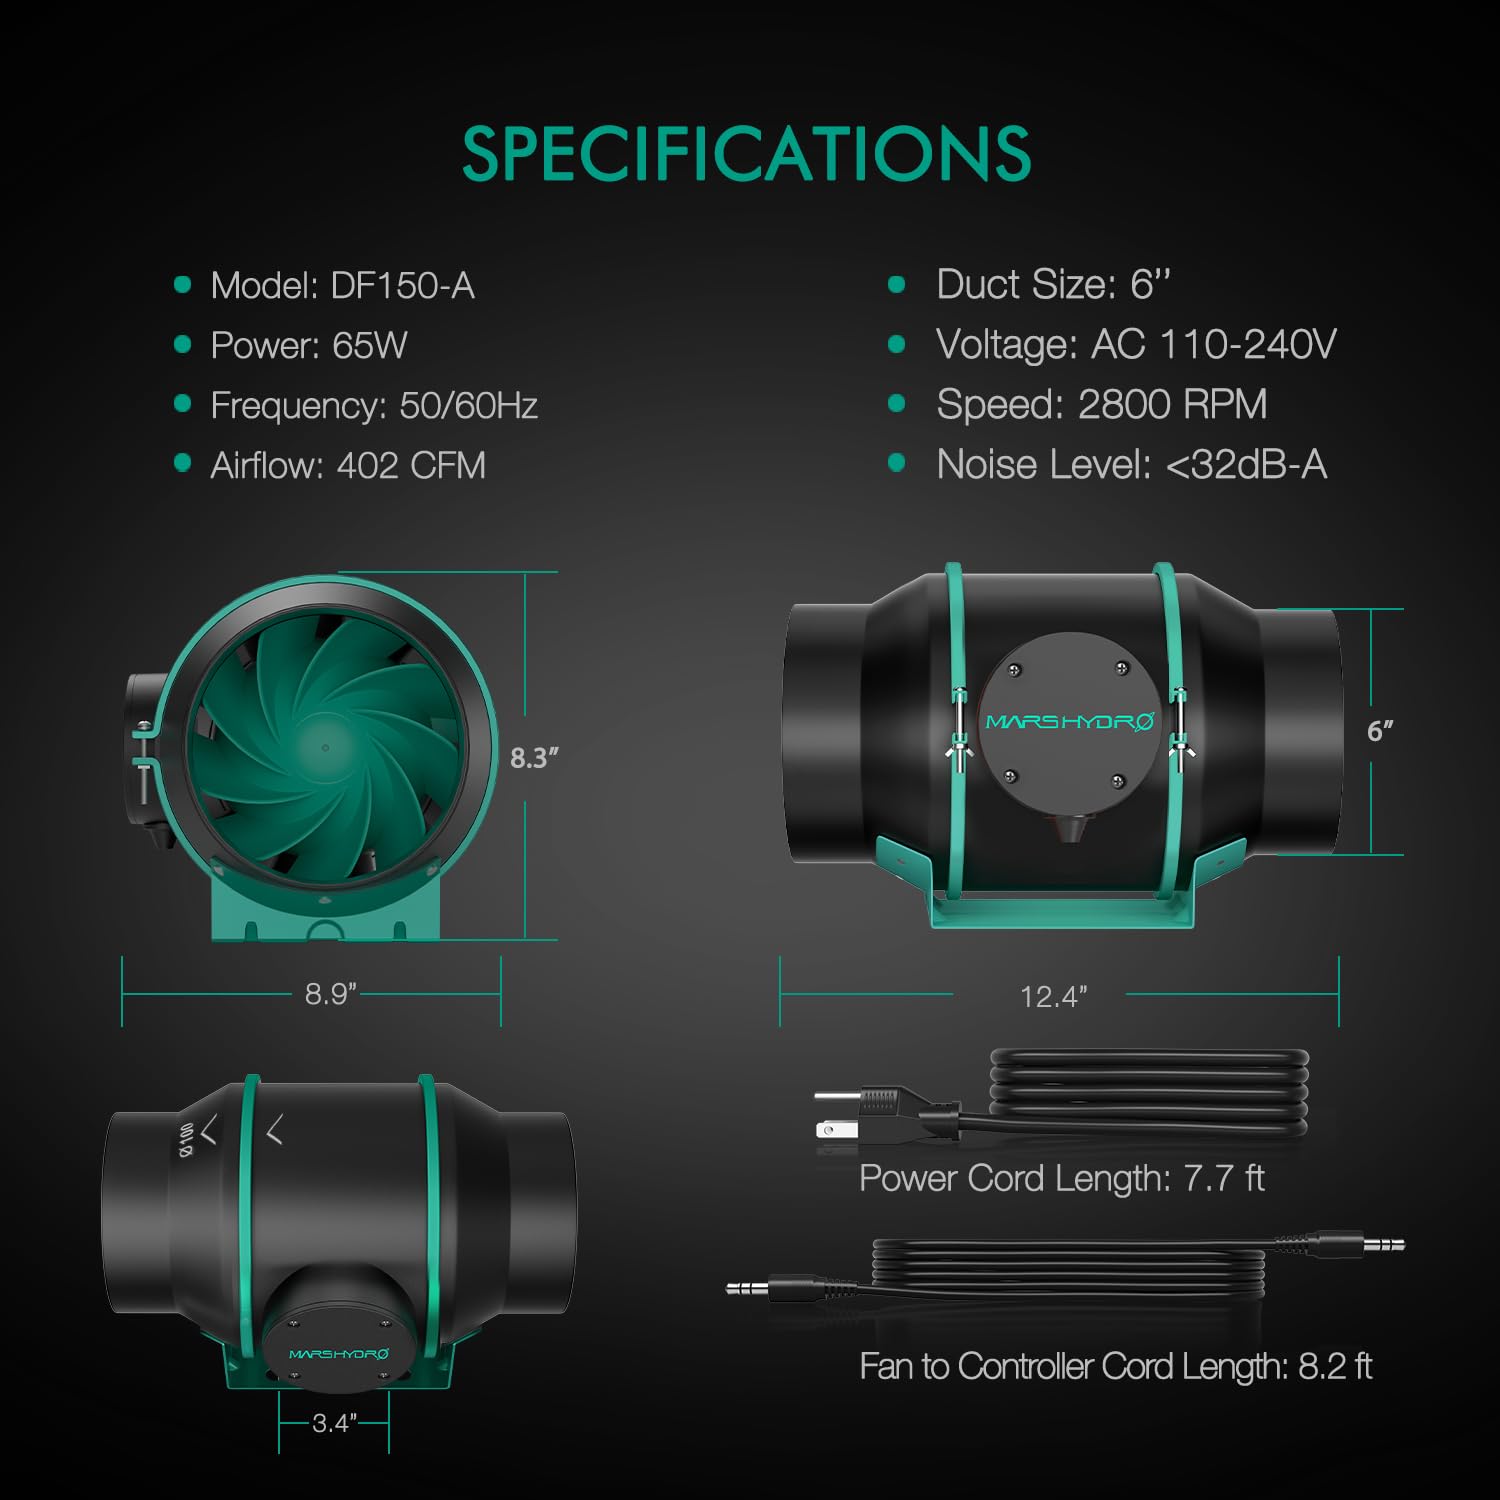 SPECIFICATIONS
Model: DF150-A
Power: 65W
Frequency: 50/60Hz
Airflow: 402 CFM
Duct Size: 6’’
Voltage: AC 110-240V
Speed: 2800 RPM
Noise Level: <32dB-A
8.3”
8.9”
MARSHYDRO
6”
12.4”
Ø100
MARSHYDRO
3.4”
Power Cord Length: 7.7 ft
Fan to Controller Cord Length: 8.2 ft